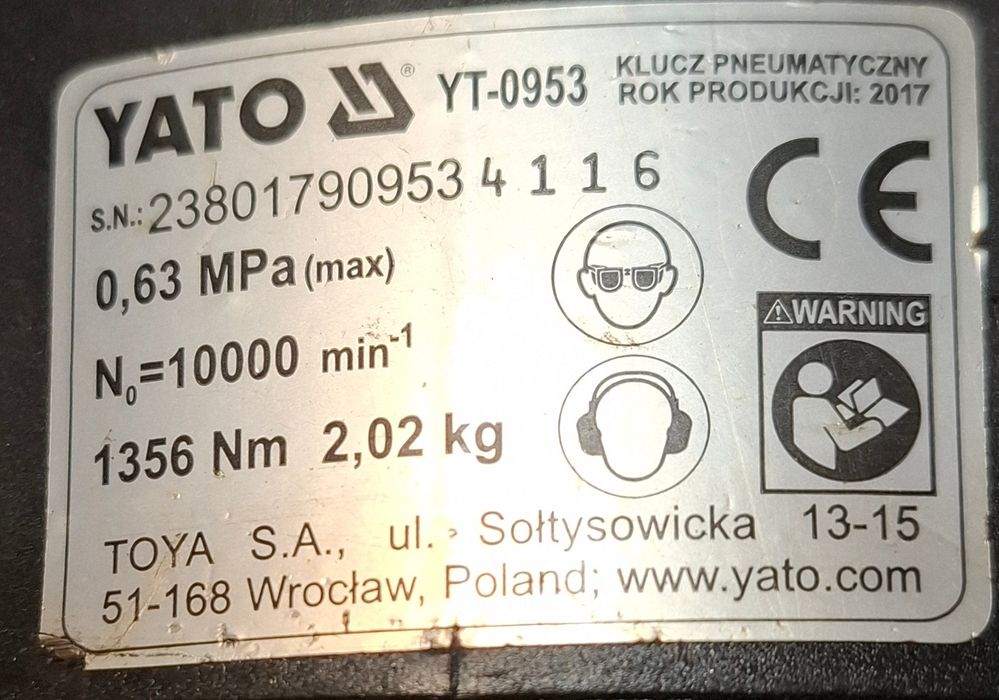 YATO ® YT-0953
KLUCZ PNEUMATYCZNY
ROK PRODUKCJI: 2017
S.N.: 23801790953 4 1 1 6
CE
0,63 MPa (max)
N₀=10000 min⁻¹
1356 Nm 2,02 kg
WARNING
TOYA S.A., ul. Sołtysowicka 13-15
51-168 Wrocław, Poland; www.yato.com